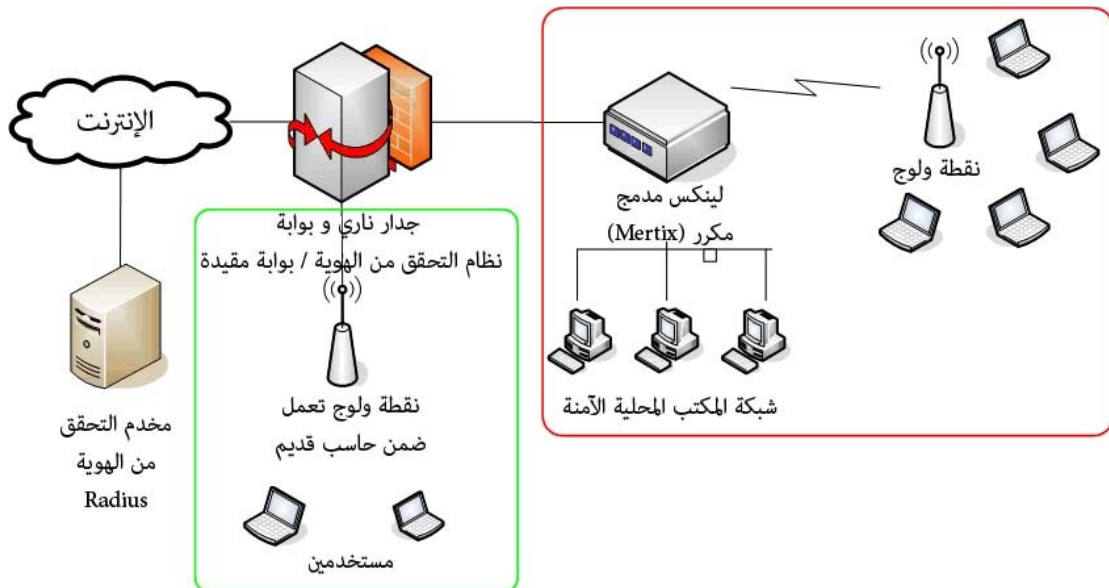 الإنترنت
جدار ناري و بوابة
نظام التحقق من الهوية / بوابة مقيدة
لينكس مدمج
مكرر (Mertix)
نقطة ولوج
شبكة المكتب المحلية الآمنة
نقطة ولوج تعمل
ضمن حاسب قديم
مستخدمين
مخدم التحقق
من الهوية
Radius